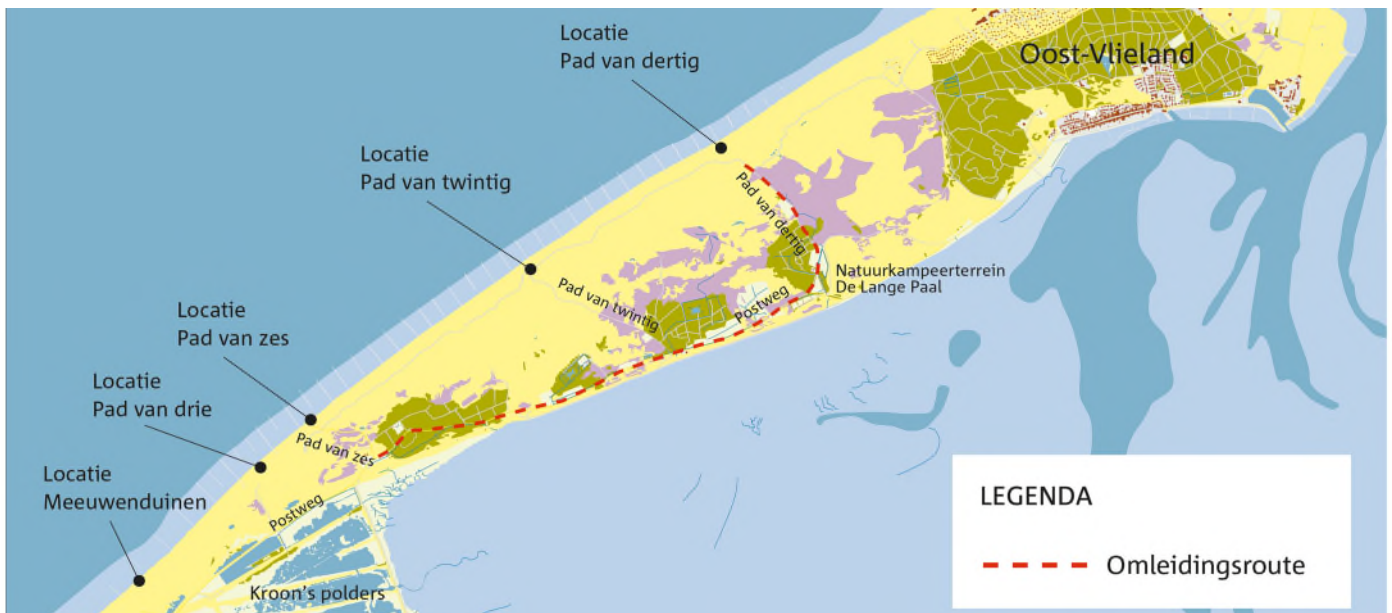 Locatie
Pad van dertig
Oost-Vlieland
Locatie
Pad van twintig
Pad van dertig
Natuurkampeerterrein
De Lange Paal
Pad van twintig
Postweg
Locatie
Pad van zes
Locatie
Pad van drie
Pad van zes
Locatie
Meeuwenduinen
Postweg
Kroon's polders
LEGENDA
Omleidingsroute